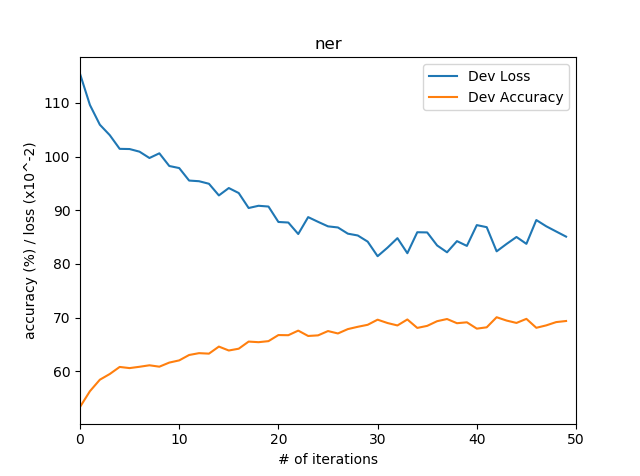 ner
Dev Loss
Dev Accuracy
accuracy (%) / loss (x10^-2)
110
100
90
80
70
60
0 10 20 30 40 50
# of iterations